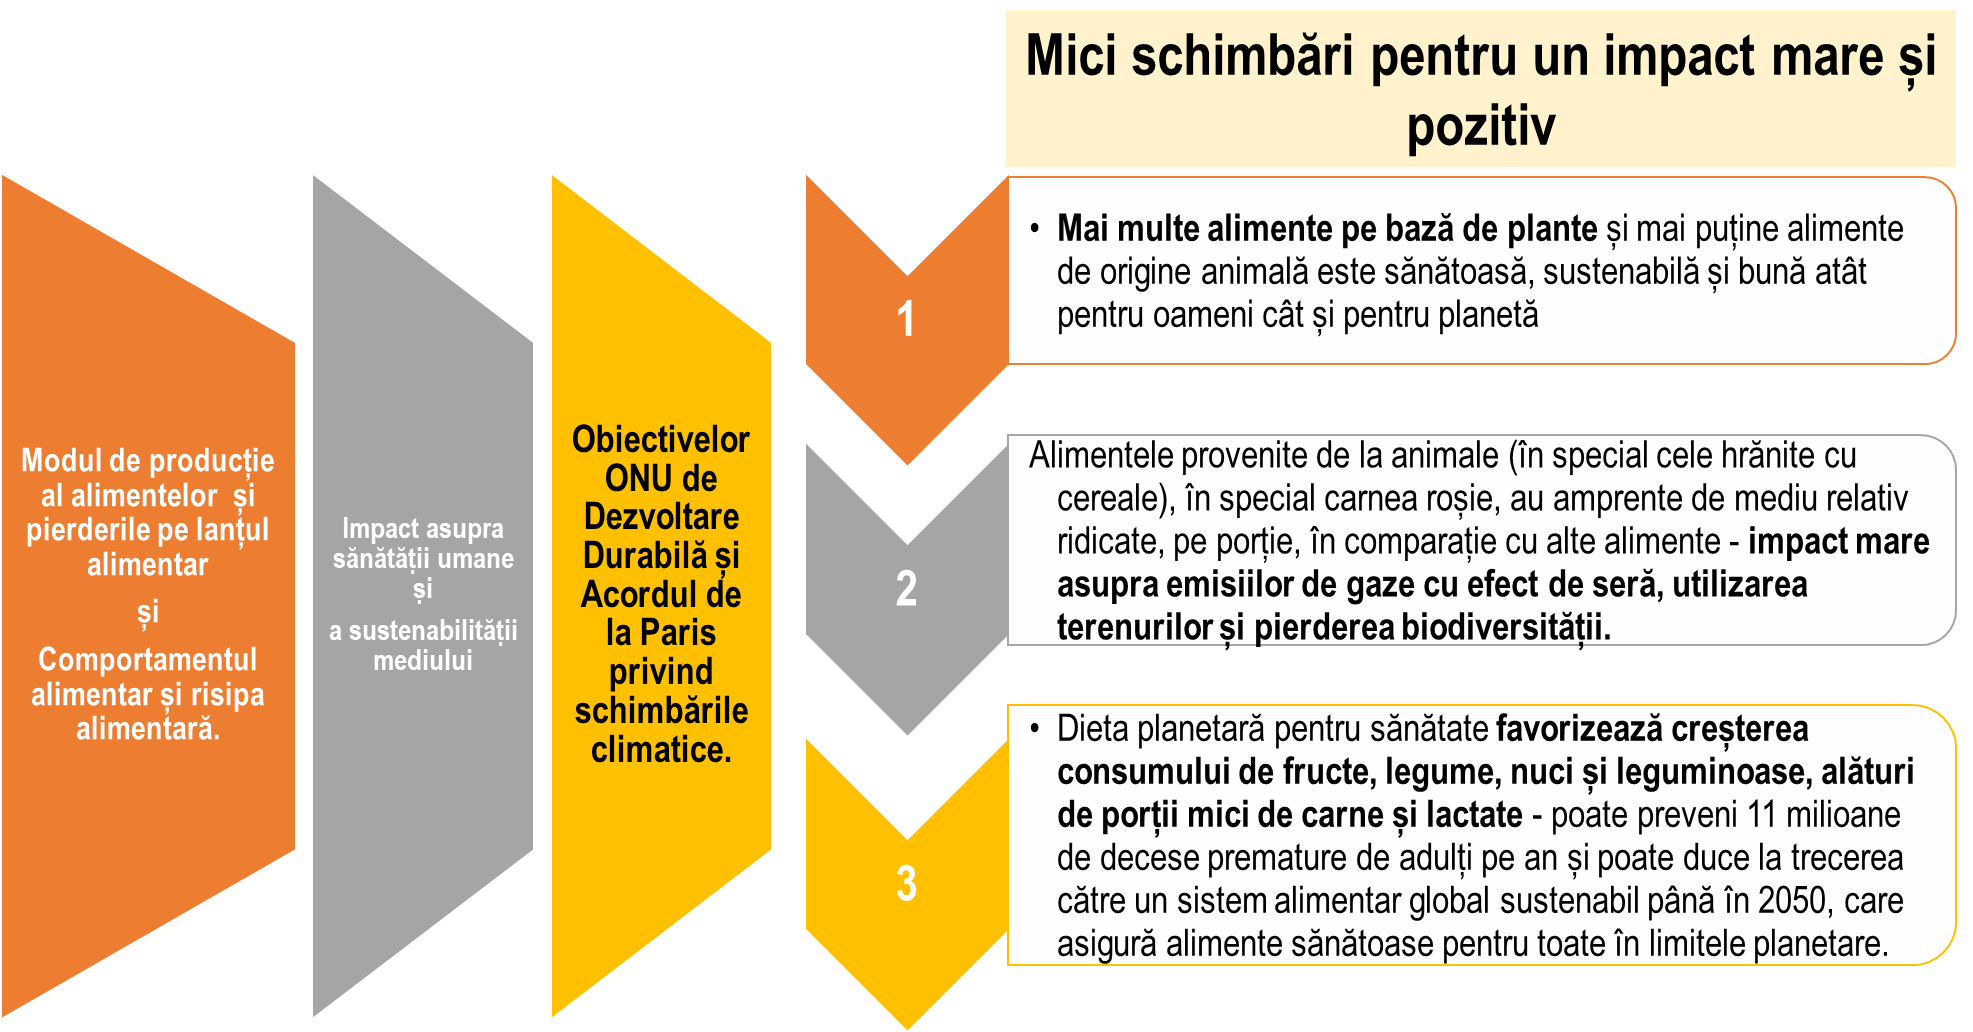 Mici schimbări pentru un impact mare și
pozitiv
Modul de producție
al alimentelor și
pierderile pe lanțul
alimentar
și
Comportamentul
alimentar și risipa
alimentară.
Impact asupra
sănătății umane
și
a sustenabilității
mediului
Obiectivelor
ONU de
Dezvoltare
Durabilă și
Acordul de
la Paris
privind
schimbările
climatice.
1
• Mai multe alimente pe bază de plante și mai puține alimente
de origine animală este sănătoasă, sustenabilă și bună atât
pentru oameni cât și pentru planetă
2
Alimentele provenite de la animale (în special cele hrănite cu
cereale), în special carnea roșie, au amprente de mediu relativ
ridicate, pe porție, în comparație cu alte alimente - impact mare
asupra emisiilor de gaze cu efect de seră, utilizarea
terenurilor și pierderea biodiversității.
3
• Dieta planetară pentru sănătate favorizează creșterea
consumului de fructe, legume, nuci și leguminoase, alături
de porții mici de carne și lactate - poate preveni 11 milioane
de decese premature de adulți pe an și poate duce la trecerea
către un sistem alimentar global sustenabil până în 2050, care
asigură alimente sănătoase pentru toate în limitele planetare.